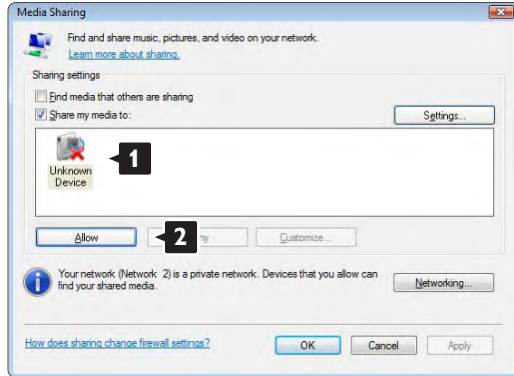 Media Sharing
Find and share music, pictures, and video on your network.
Learn more about sharing.
Sharing settings
Find media that others are sharing
Share my media to:
Settings...
1
Unknown
Device
Allow
2
Customize...
Your network (Network 2) is a private network. Devices that you allow can
find your shared media.
Networking...
How does sharing change firewall settings?
OK
Cancel
Apply